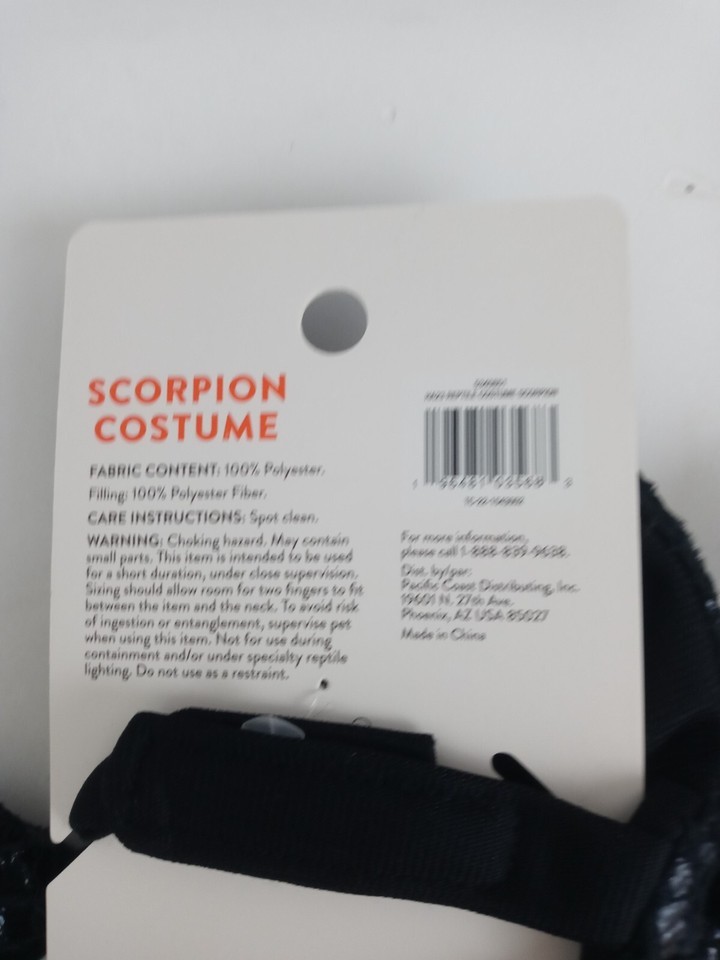 SCORPION
COSTUME
FABRIC CONTENT: 100% Polyester.
Filling: 100% Polyester Fiber.
CARE INSTRUCTIONS: Spot clean.
WARNING: Choking hazard. May contain
small parts. This item is intended to be used
for a short duration, under close supervision.
Sizing should allow room for two fingers to fit
between the item and the neck. To avoid risk
of ingestion or entanglement, supervise pet
when using this item. Not for use during
containment and/or under specialty reptile
lighting. Do not use as a restraint.
COSTUME SCORPION
For more information,
please call 1-888-839-9638.
Dist. by/par:
Pacific Coast Distributing, Inc.
19601 N. 27th Ave.
Phoenix, AZ USA 85027
Made in China